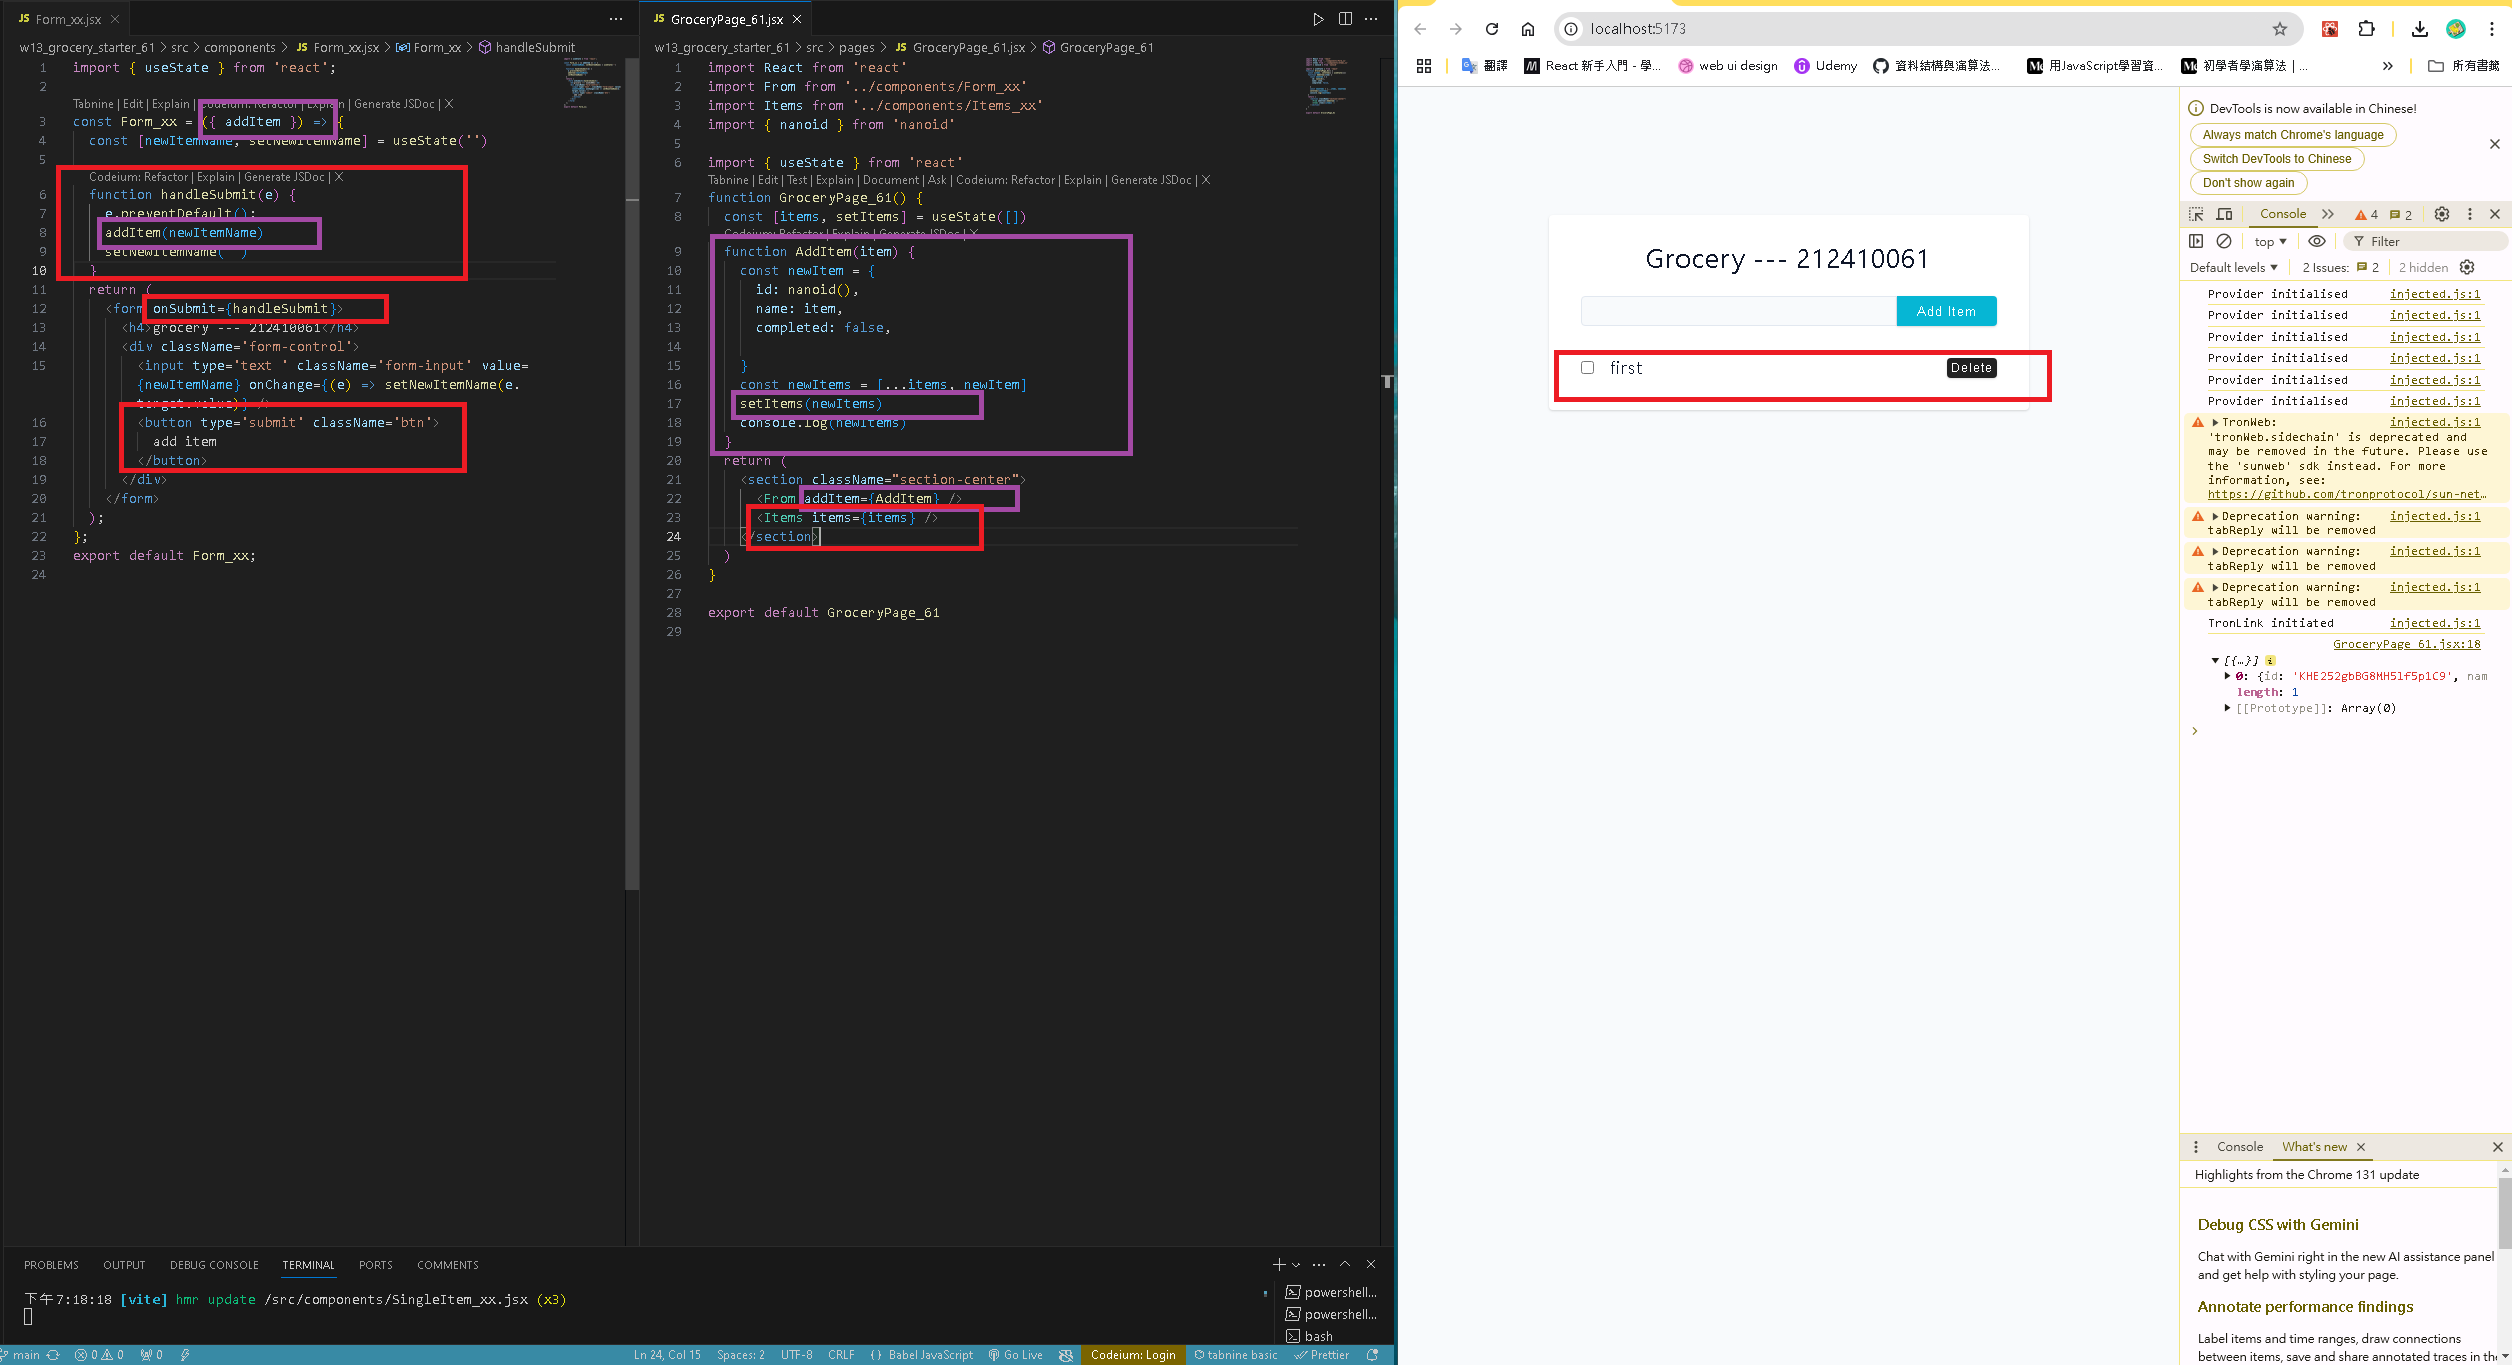 JS Form_xx.jsx
w13_grocery_starter_61 > src > components > JS Form_xx.jsx > Form_xx > handleSubmit
1 import { useState } from 'react';
2
Tabnine | Edit | Explain | Codeium: Refactor | Explain | Generate JSDoc | X
3 const Form_xx = ({ addItem }) => {
4 const [newItemName, setNewItemName] = useState('')
5
Codeium: Refactor | Explain | Generate JSDoc | X
6 function handleSubmit(e) {
7 e.preventDefault();
8 addItem(newItemName)
9 setNewItemName('')
10 }
11 return (
12 <form onSubmit={handleSubmit}>
13 <h4>grocery --- 212410061</h4>
14 <div className='form-control'>
15 <input type='text ' className='form-input' value=
{newItemName} onChange={(e) => setNewItemName(e.
target.value)} />
16 <button type='submit' className='btn'>
17 add item
18 </button>
19 </div>
20 </form>
21 );
22 };
23 export default Form_xx;
24
JS GroceryPage_61.jsx
w13_grocery_starter_61 > src > pages > JS GroceryPage_61.jsx > GroceryPage_61
1 import React from 'react'
2 import From from '../components/Form_xx'
3 import Items from '../components/Items_xx'
4 import { nanoid } from 'nanoid'
5
6 import { useState } from 'react'
Tabnine | Edit | Test | Explain | Document | Ask | Codeium: Refactor | Explain | Generate JSDoc | X
7 function GroceryPage_61() {
8 const [items, setItems] = useState([])
Codeium: Refactor | Explain | Generate JSDoc | X
9 function AddItem(item) {
10 const newItem = {
11 id: nanoid(),
12 name: item,
13 completed: false,
14
15 }
16 const newItems = [...items, newItem]
17 setItems(newItems)
18 console.log(newItems)
19 }
20 return (
21 <section className="section-center">
22 <From addItem={AddItem} />
23 <Items items={items} />
24 </section>
25 )
26 }
27
28 export default GroceryPage_61
29
PROBLEMS OUTPUT DEBUG CONSOLE TERMINAL PORTS COMMENTS
下午7:18:18 [vite] hmr update /src/components/SingleItem_xx.jsx (x3)
powershell...
powershell...
bash
main 0 0 0 Ln 24, Col 15 Spaces: 2 UTF-8 CRLF Babel JavaScript Go Live Codeium: Login tabnine basic Prettier
localhost:5173
翻譯 React 新手入門 - 學... web ui design Udemy 資料結構與演算法... 用JavaScript學習資... 初學者學演算法 | ... 所有書籤
Grocery --- 212410061
Add Item
first Delete
DevTools is now available in Chinese!
Always match Chrome's language
Switch DevTools to Chinese
Don't show again
Console 4 2
top Filter
Default levels 2 Issues: 2 2 hidden
Provider initialised injected.js:1
Provider initialised injected.js:1
Provider initialised injected.js:1
Provider initialised injected.js:1
Provider initialised injected.js:1
Provider initialised injected.js:1
TronWeb: injected.js:1
'tronWeb.sidechain' is deprecated and
may be removed in the future. Please use
the 'sunweb' sdk instead. For more
information, see:
https://github.com/tronprotocol/sun-net…
Deprecation warning: injected.js:1
tabReply will be removed
Deprecation warning: injected.js:1
tabReply will be removed
Deprecation warning: injected.js:1
tabReply will be removed
TronLink initiated injected.js:1
GroceryPage_61.jsx:18
[{…}]
0: {id: 'KHE252gbBG8MH5lf5p1C9', nam
length: 1
[[Prototype]]: Array(0)
Console What's new
Highlights from the Chrome 131 update
Debug CSS with Gemini
Chat with Gemini right in the new AI assistance panel
and get help with styling your page.
Annotate performance findings
Label items and time ranges, draw connections
between items, save and share annotated traces in the